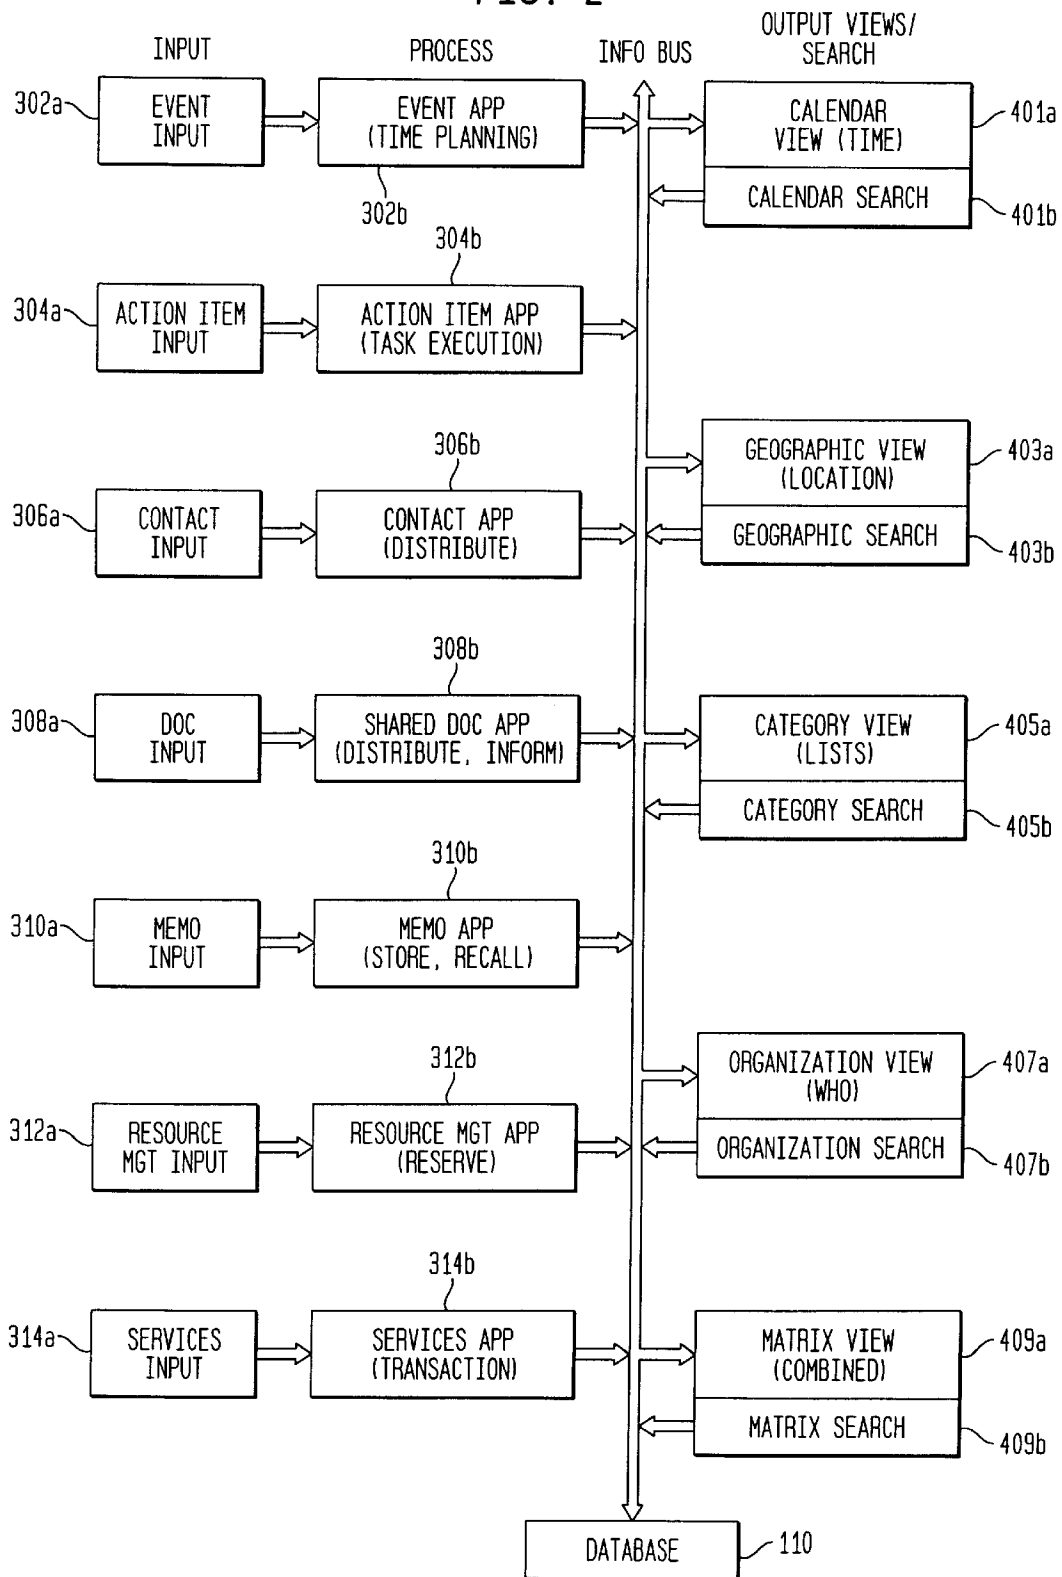 FIG. 2
INPUT
PROCESS
INFO BUS
OUTPUT VIEWS/
SEARCH
302a
EVENT
INPUT
EVENT APP
(TIME PLANNING)
302b
CALENDAR
VIEW (TIME)
401a
CALENDAR SEARCH
401b
304b
304a
ACTION ITEM
INPUT
ACTION ITEM APP
(TASK EXECUTION)
306b
GEOGRAPHIC VIEW
(LOCATION)
403a
306a
CONTACT
INPUT
CONTACT APP
(DISTRIBUTE)
GEOGRAPHIC SEARCH
403b
308b
308a
DOC
INPUT
SHARED DOC APP
(DISTRIBUTE, INFORM)
CATEGORY VIEW
(LISTS)
405a
CATEGORY SEARCH
405b
310b
310a
MEMO
INPUT
MEMO APP
(STORE, RECALL)
312b
ORGANIZATION VIEW
(WHO)
407a
312a
RESOURCE
MGT INPUT
RESOURCE MGT APP
(RESERVE)
ORGANIZATION SEARCH
407b
314b
314a
SERVICES
INPUT
SERVICES APP
(TRANSACTION)
MATRIX VIEW
(COMBINED)
409a
MATRIX SEARCH
409b
DATABASE
110